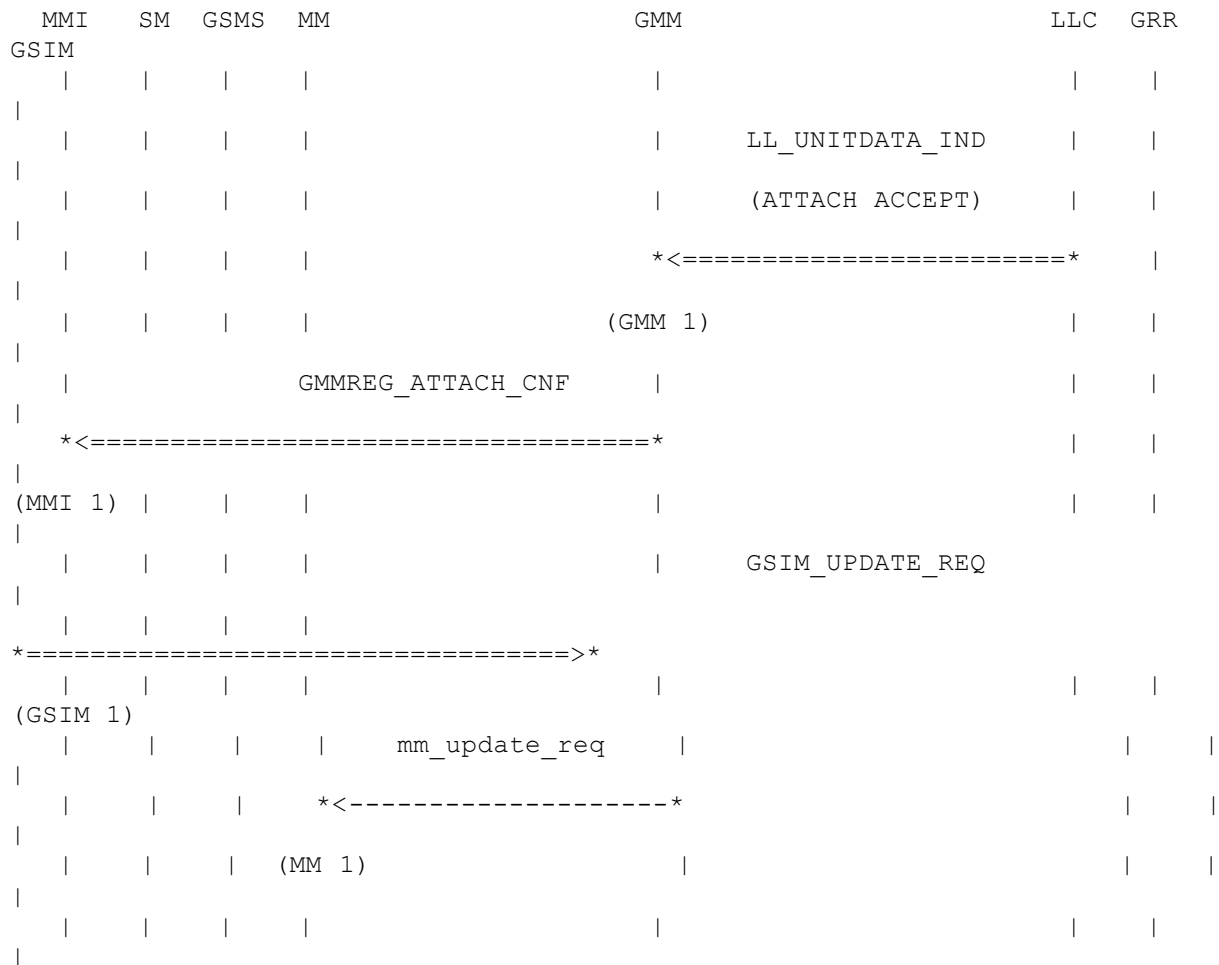 MMI SM GSMS MM GMM LLC GRR
GSIM
| | | | | | |
|
| | | | | LL_UNITDATA_IND | |
|
| | | | | (ATTACH ACCEPT) | |
|
| | | | *<========================* |
|
| | | | (GMM 1) | |
|
| GMMREG_ATTACH_CNF | | |
|
*<===================================* | |
|
(MMI 1) | | | | | |
|
| | | | | GSIM_UPDATE_REQ
|
| | | |
*==================================>*
| | | | | | |
(GSIM 1)
| | | | mm_update_req | | |
|
| | | *<--------------------* | |
|
| | | (MM 1) | | |
|
| | | | | | |
|